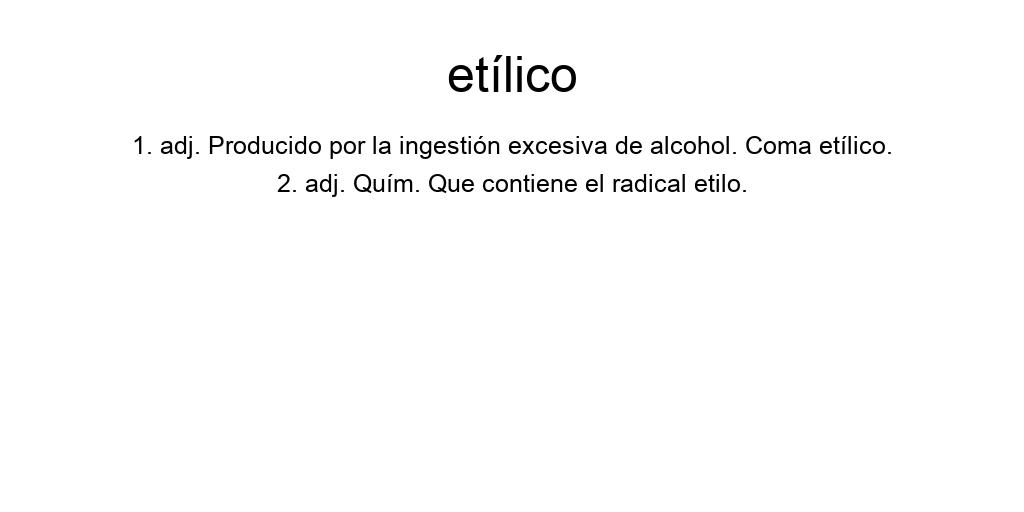 etílico
1. adj. Producido por la ingestión excesiva de alcohol. Coma etílico.
2. adj. Quím. Que contiene el radical etilo.